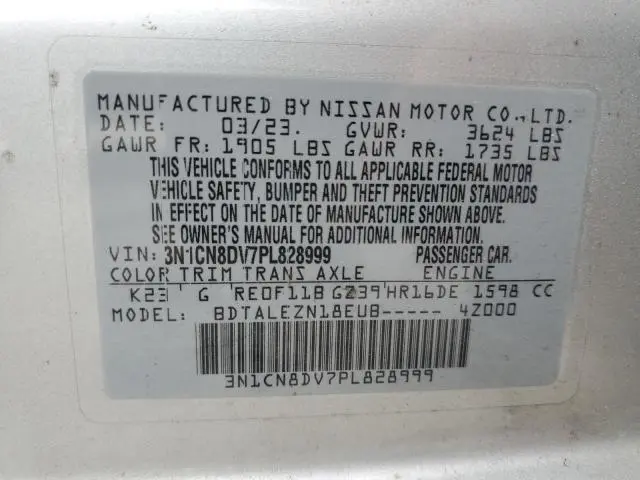 MANUFACTURED BY NISSAN MOTOR CO., LTD.
DATE: 03/23. GVWR: 3624 LBS
GAWR FR: 1905 LBS GAWR RR: 1735 LBS
THIS VEHICLE CONFORMS TO ALL APPLICABLE FEDERAL MOTOR
VEHICLE SAFETY, BUMPER AND THEFT PREVENTION STANDARDS
IN EFFECT ON THE DATE OF MANUFACTURE SHOWN ABOVE.
SEE OWNER'S MANUAL FOR ADDITIONAL INFORMATION.
VIN: 3N1CN8DV7PL828999 PASSENGER CAR.
COLOR TRIM TRANS AXLE ENGINE
K23 G RE0F11B GZ39 HR16DE 1598 CC
MODEL: BDTALEZN18EUB----- 4Z000
3N1CN8DV7PL828999